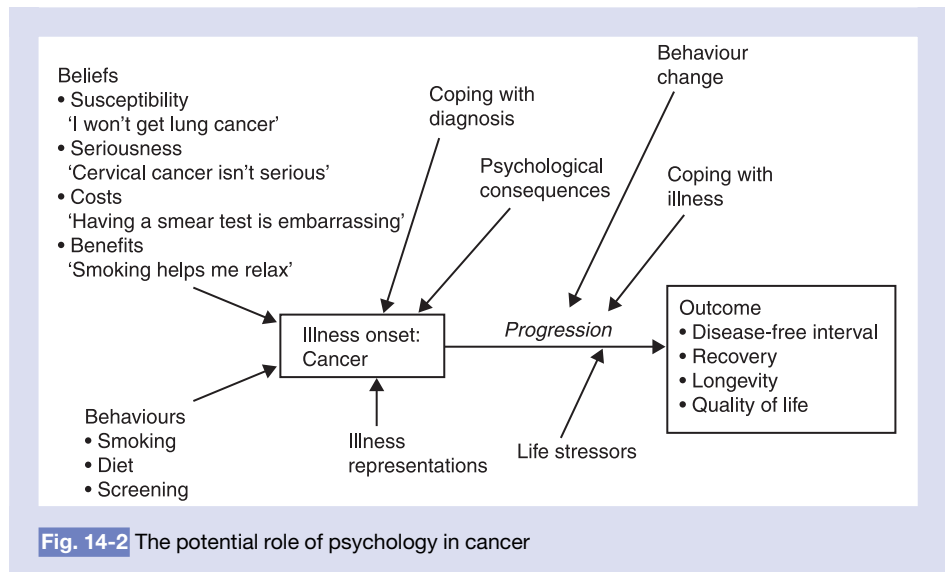 Beliefs
• Susceptibility
‘I won’t get lung cancer’
• Seriousness
‘Cervical cancer isn’t serious’
• Costs
‘Having a smear test is embarrassing’
• Benefits
‘Smoking helps me relax’
Coping with
diagnosis
Psychological
consequences
Behaviour
change
Coping with
illness
Illness onset:
Cancer
Progression
Outcome
• Disease-free interval
• Recovery
• Longevity
• Quality of life
Behaviours
• Smoking
• Diet
• Screening
Illness
representations
Life stressors
Fig. 14-2 The potential role of psychology in cancer